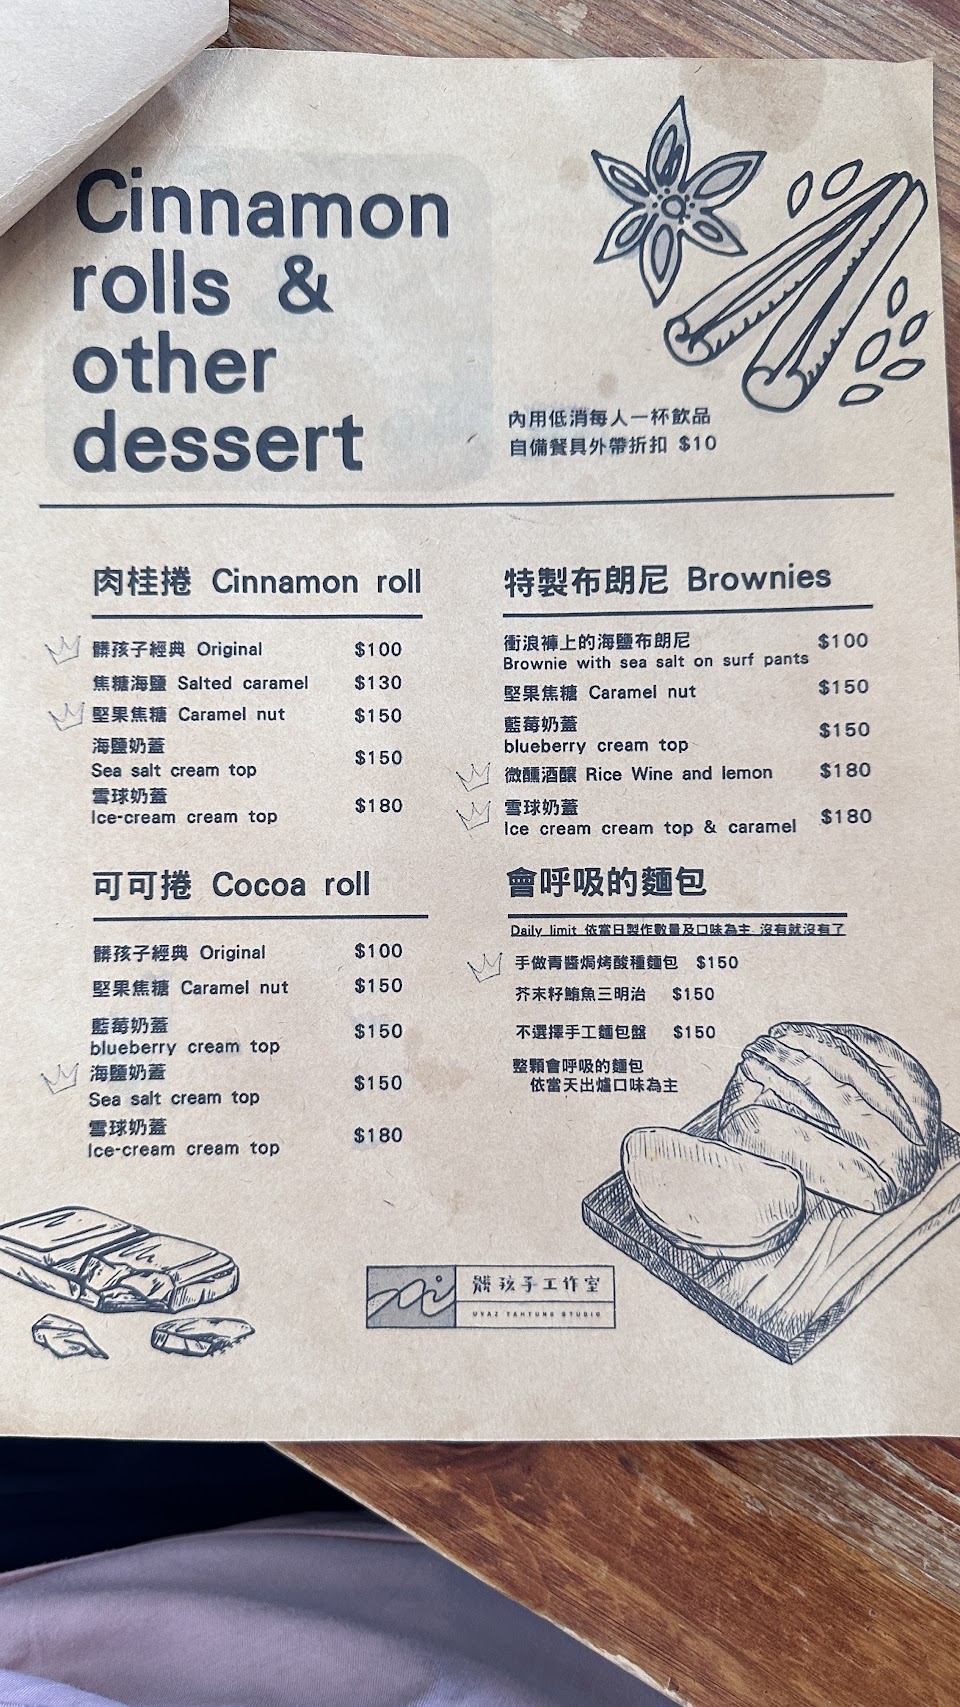 Cinnamon
rolls &
other
dessert
內用低消每人一杯飲品
自備餐具外帶折扣 $10
肉桂捲 Cinnamon roll
髒孩子經典 Original $100
焦糖海鹽 Salted caramel $130
堅果焦糖 Caramel nut $150
海鹽奶蓋
Sea salt cream top $150
雪球奶蓋
Ice-cream cream top $180
可可捲 Cocoa roll
髒孩子經典 Original $100
堅果焦糖 Caramel nut $150
藍莓奶蓋
blueberry cream top $150
海鹽奶蓋
Sea salt cream top $150
雪球奶蓋
Ice-cream cream top $180
特製布朗尼 Brownies
衝浪褲上的海鹽布朗尼 $100
Brownie with sea salt on surf pants
堅果焦糖 Caramel nut $150
藍莓奶蓋
blueberry cream top $150
微醺酒釀 Rice Wine and lemon $180
雪球奶蓋
Ice cream cream top & caramel $180
會呼吸的麵包
Daily limit 依當日製作數量及口味為主 沒有就沒有了
手做青醬焗烤酸種麵包 $150
芥末籽鮪魚三明治 $150
不選擇手工麵包盤 $150
整顆會呼吸的麵包
依當天出爐口味為主
髒孩子工作室
UVAZ TAHTUNG STUDIO